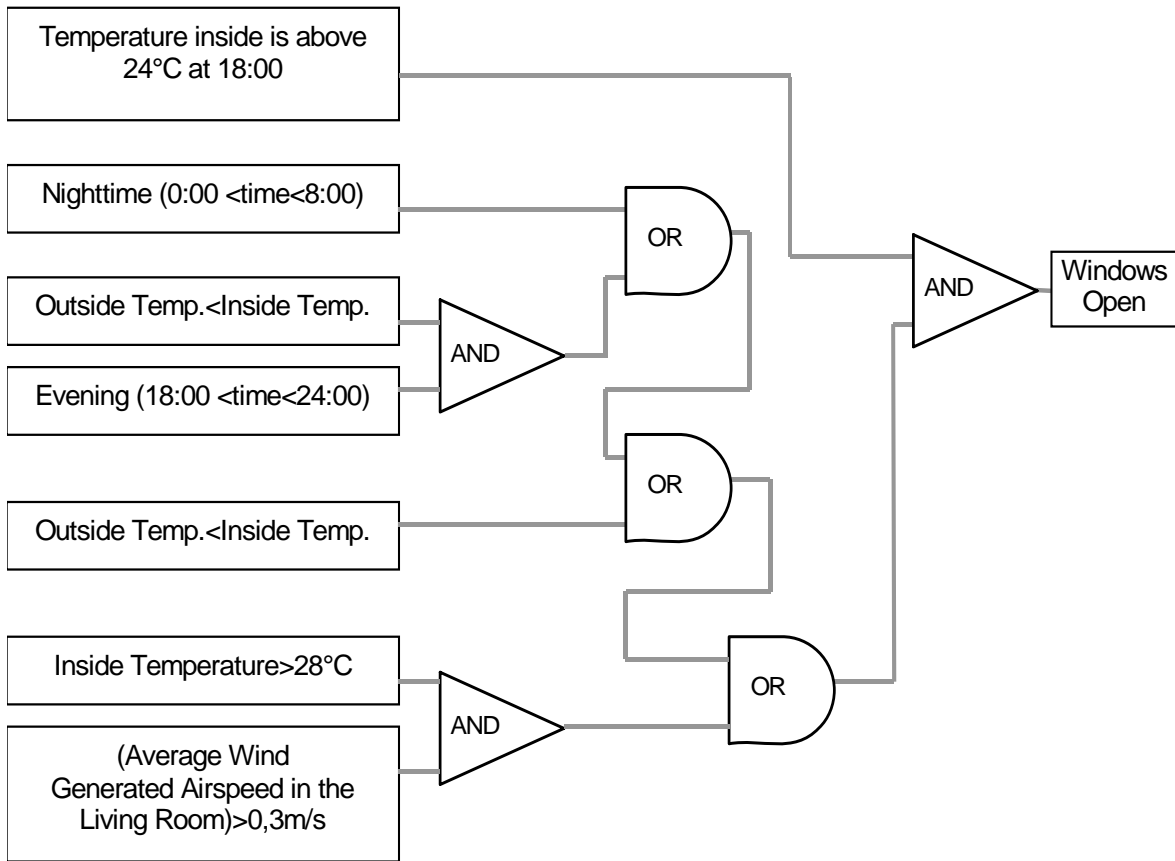 Temperature inside is above
24°C at 18:00
Nighttime (0:00 <time<8:00)
OR
Outside Temp.<Inside Temp.
AND
Evening (18:00 <time<24:00)
AND
Windows
Open
OR
Outside Temp.<Inside Temp.
Inside Temperature>28°C
AND
OR
(Average Wind
Generated Airspeed in the
Living Room)>0,3m/s